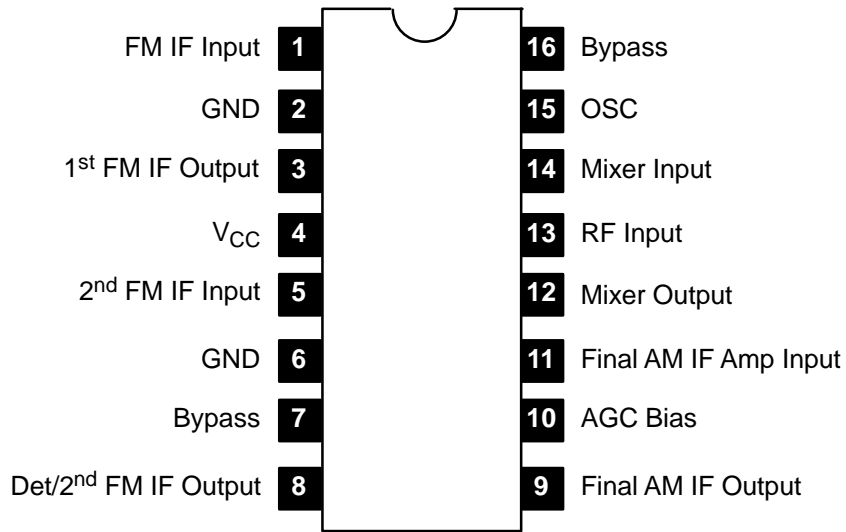 FM IF Input 1 16 Bypass
GND 2 15 OSC
1st FM IF Output 3 14 Mixer Input
VCC 4 13 RF Input
2nd FM IF Input 5 12 Mixer Output
GND 6 11 Final AM IF Amp Input
Bypass 7 10 AGC Bias
Det/2nd FM IF Output 8 9 Final AM IF Output